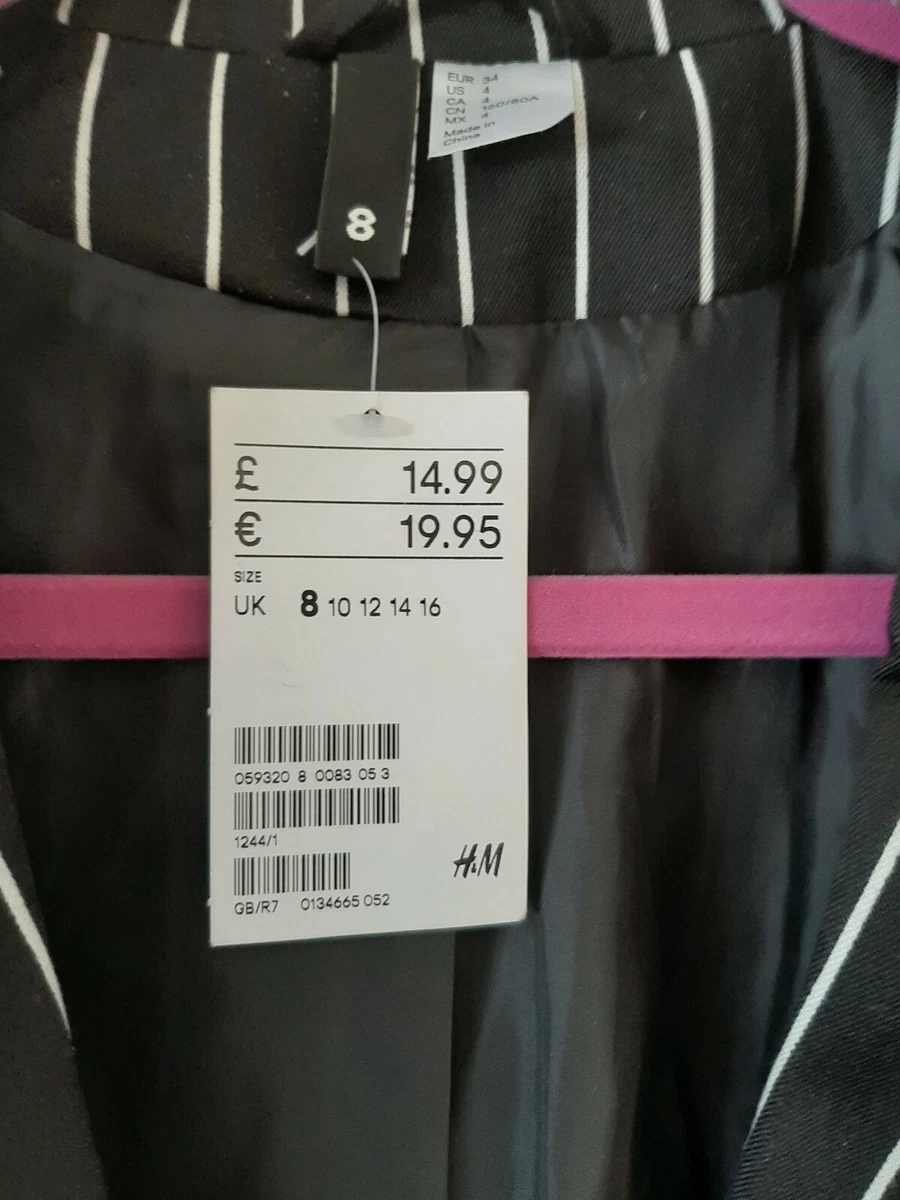 EUR 34
US 4
CA 4
CN 160/80A
MX 4
Made in
China
8
£ 14.99
€ 19.95
SIZE
UK 8 10 12 14 16
059320 8 0083 05 3
1244/1
H&M
GB/R7 0134665 052